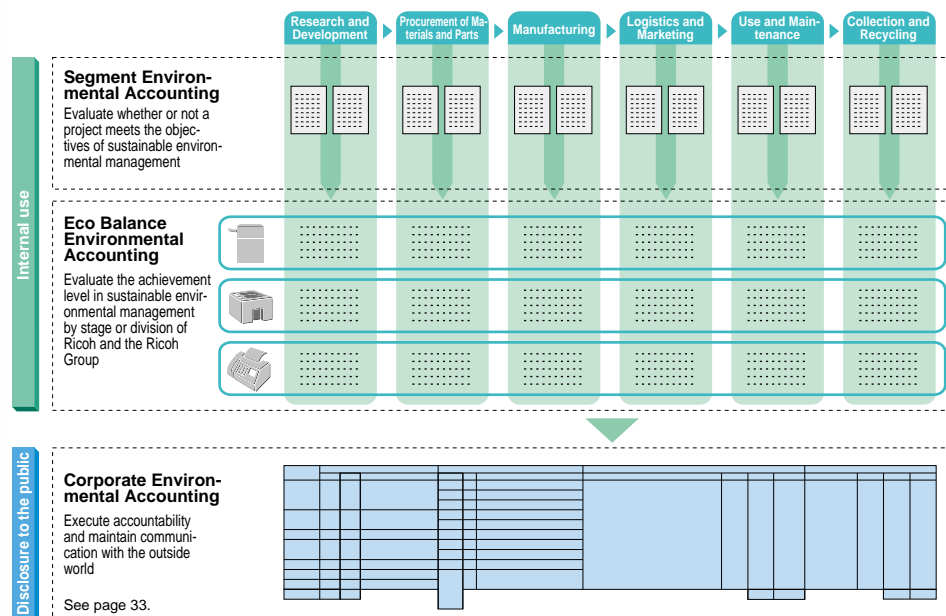 Research and
Development
Procurement of Ma-
terials and Parts
Manufacturing
Logistics and
Marketing
Use and Main-
tenance
Collection and
Recycling
Internal use
Segment Environ-
mental Accounting
Evaluate whether or not a
project meets the objec-
tives of sustainable environ-
mental management
Eco Balance
Environmental
Accounting
Evaluate the achievement
level in sustainable envir-
onmental management
by stage or division of
Ricoh and the Ricoh
Group
Disclosure to the public
Corporate Environ-
mental Accounting
Execute accountability
and maintain communi-
cation with the outside
world
See page 33.